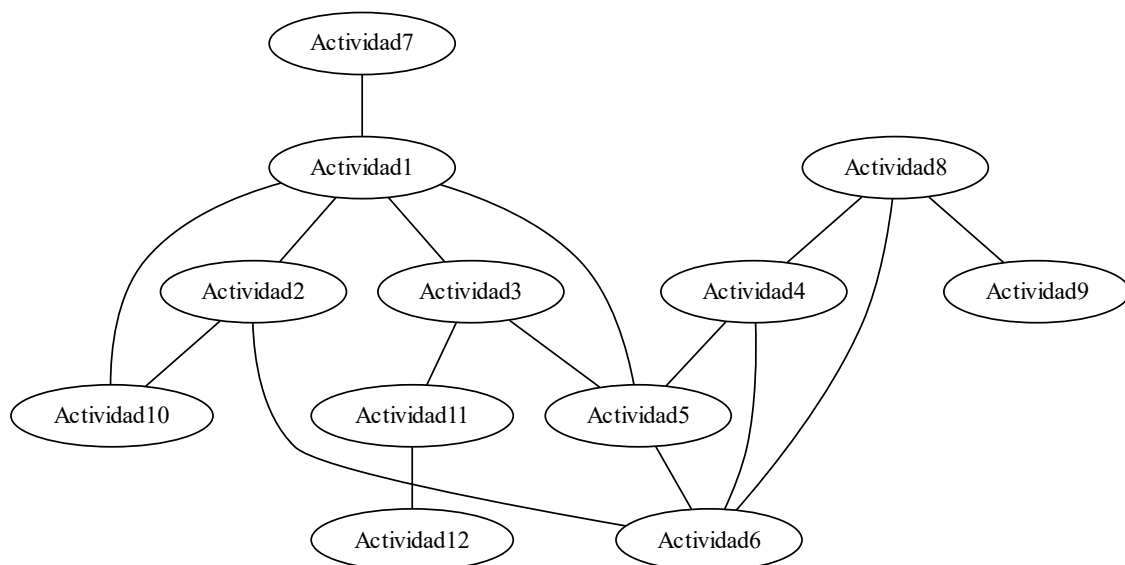 Actividad7
Actividad1
Actividad8
Actividad2
Actividad3
Actividad4
Actividad9
Actividad10
Actividad11
Actividad5
Actividad12
Actividad6